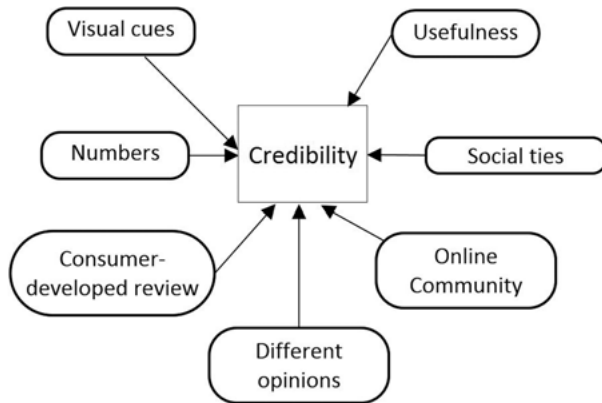 Visual cues
Usefulness
Numbers
Credibility
Social ties
Consumer-
developed review
Online
Community
Different
opinions